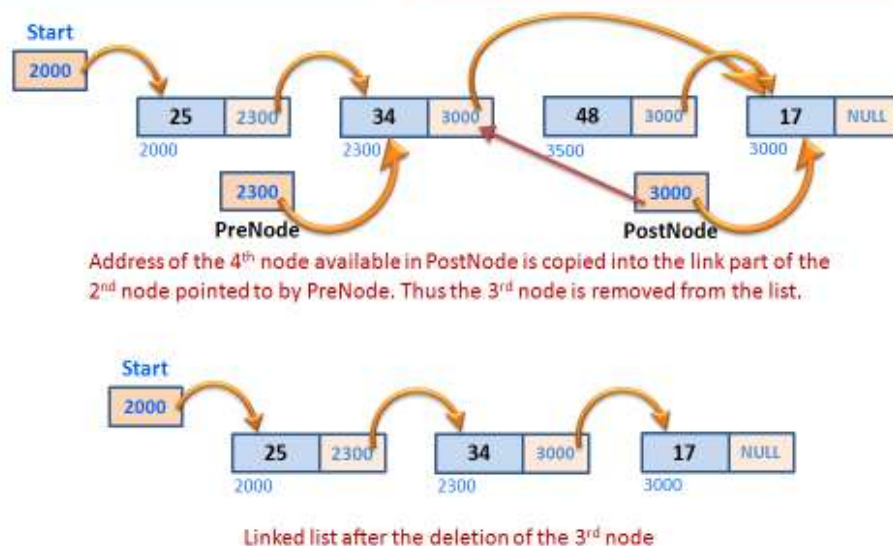 Start
2000
25 2300 34 3000 48 3000 17 NULL
2000 2300 3500 3000
2300 3000
PreNode PostNode
Address of the 4th node available in PostNode is copied into the link part of the
2nd node pointed to by PreNode. Thus the 3rd node is removed from the list.
Start
2000
25 2300 34 3000 17 NULL
2000 2300 3000
Linked list after the deletion of the 3rd node